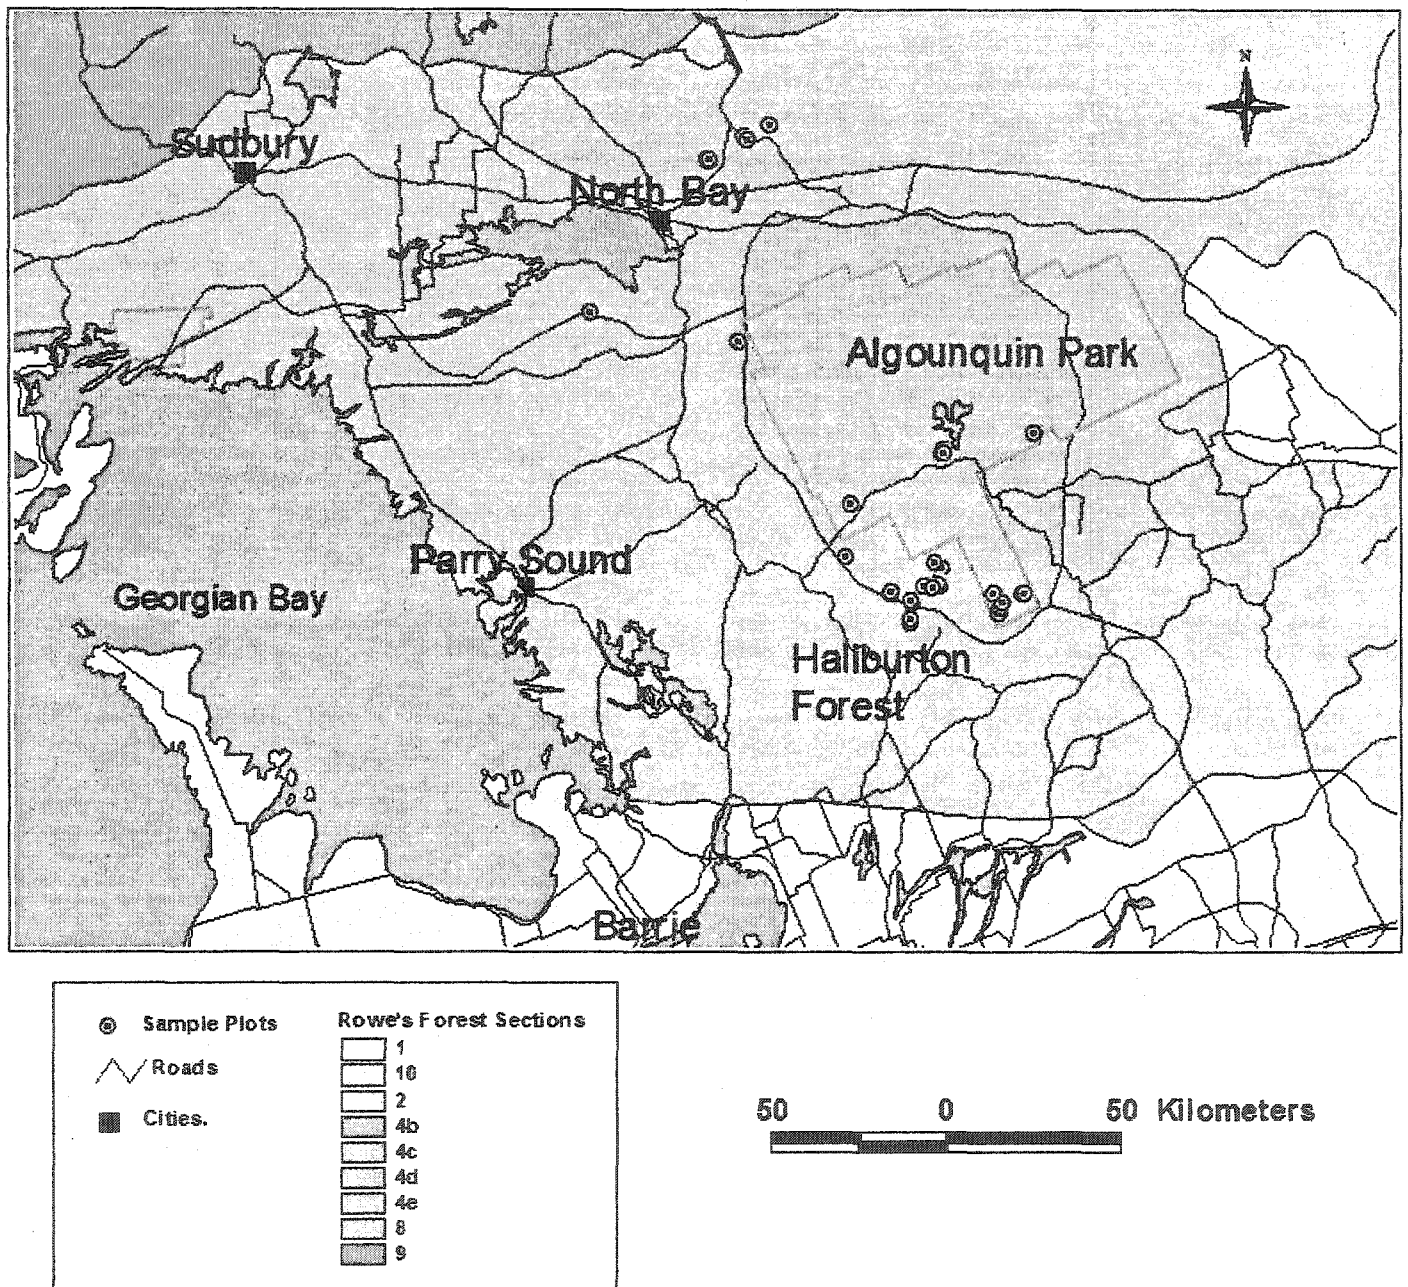 N
Sudbury
North Bay
Algounquin Park
Parry Sound
Georgian Bay
Haliburton
Forest
Barrie
Sample Plots
Roads
Cities.
Rowe's Forest Sections
1
10
2
4b
4c
4d
4e
8
9
50 0 50 Kilometers